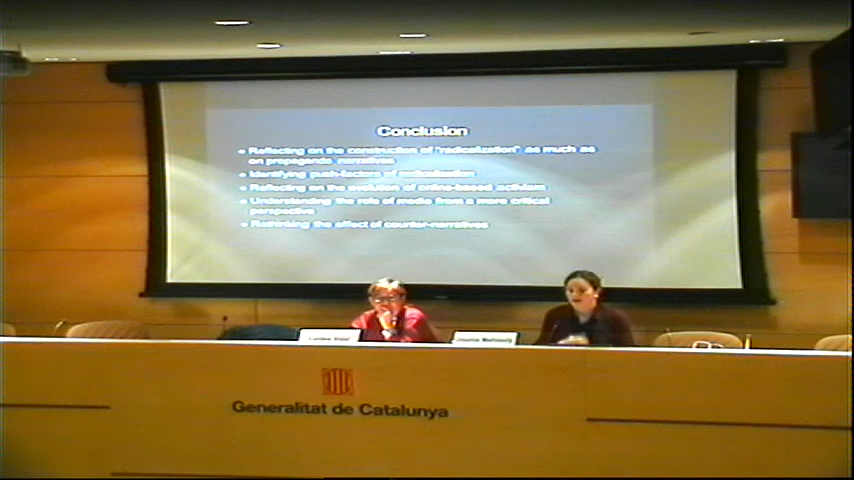 Conclusion
• Reflecting on the construction of "radicalization" as much as
on propaganda narratives
• Identifying push-factors of radicalization
• Reflecting on the evolution of online-based activism
• Understanding the role of media from a more critical
perspective
• Rethinking the effect of counter-narratives
Vidal
Generalitat de Catalunya